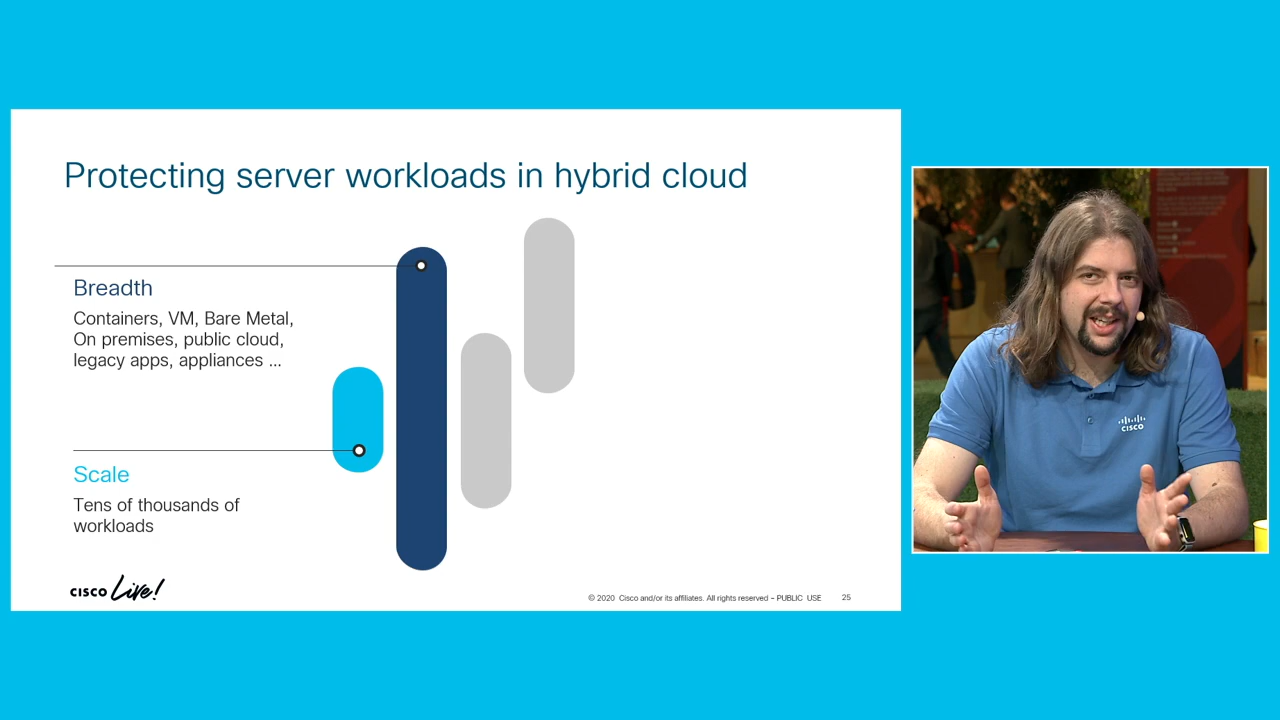 Protecting server workloads in hybrid cloud
Breadth
Containers, VM, Bare Metal,
On premises, public cloud,
legacy apps, appliances ...
Scale
Tens of thousands of
workloads
CISCO Live!
© 2020 Cisco and/or its affiliates. All rights reserved - PUBLIC USE
25
CISCO